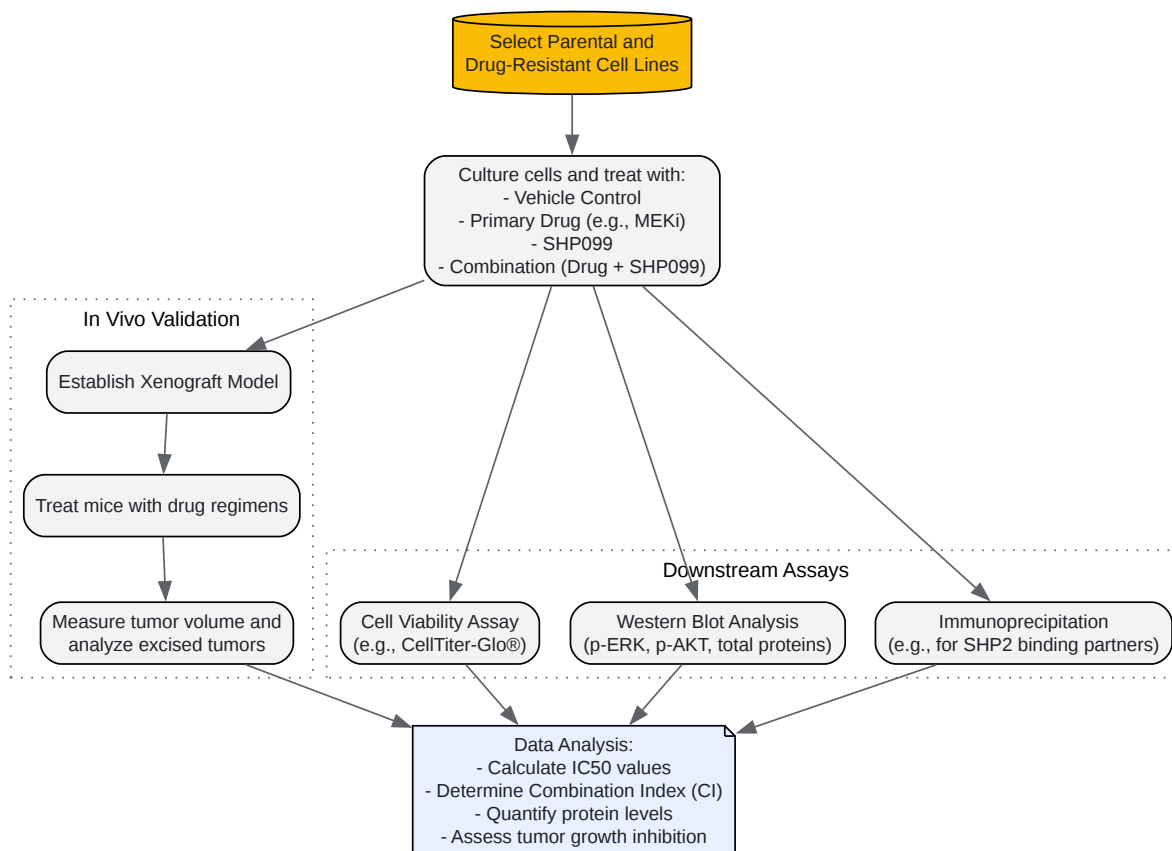 Select Parental and
Drug-Resistant Cell Lines
Culture cells and treat with:
- Vehicle Control
- Primary Drug (e.g., MEKi)
- SHP099
- Combination (Drug + SHP099)
In Vivo Validation
Establish Xenograft Model
Treat mice with drug regimens
Measure tumor volume and
analyze excised tumors
Downstream Assays
Cell Viability Assay
(e.g., CellTiter-Glo®)
Western Blot Analysis
(p-ERK, p-AKT, total proteins)
Immunoprecipitation
(e.g., for SHP2 binding partners)
Data Analysis:
- Calculate IC50 values
- Determine Combination Index (CI)
- Quantify protein levels
- Assess tumor growth inhibition